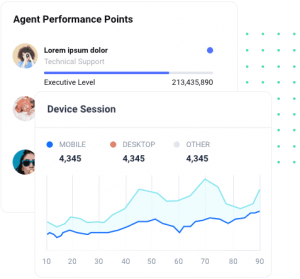 Agent Performance Points
Lorem ipsum dolor
Technical Support
Executive Level 213,435,890
Device Session
MOBILE DESKTOP OTHER
4,345 4,345 4,345
10 20 30 40 50 60 70 80 90